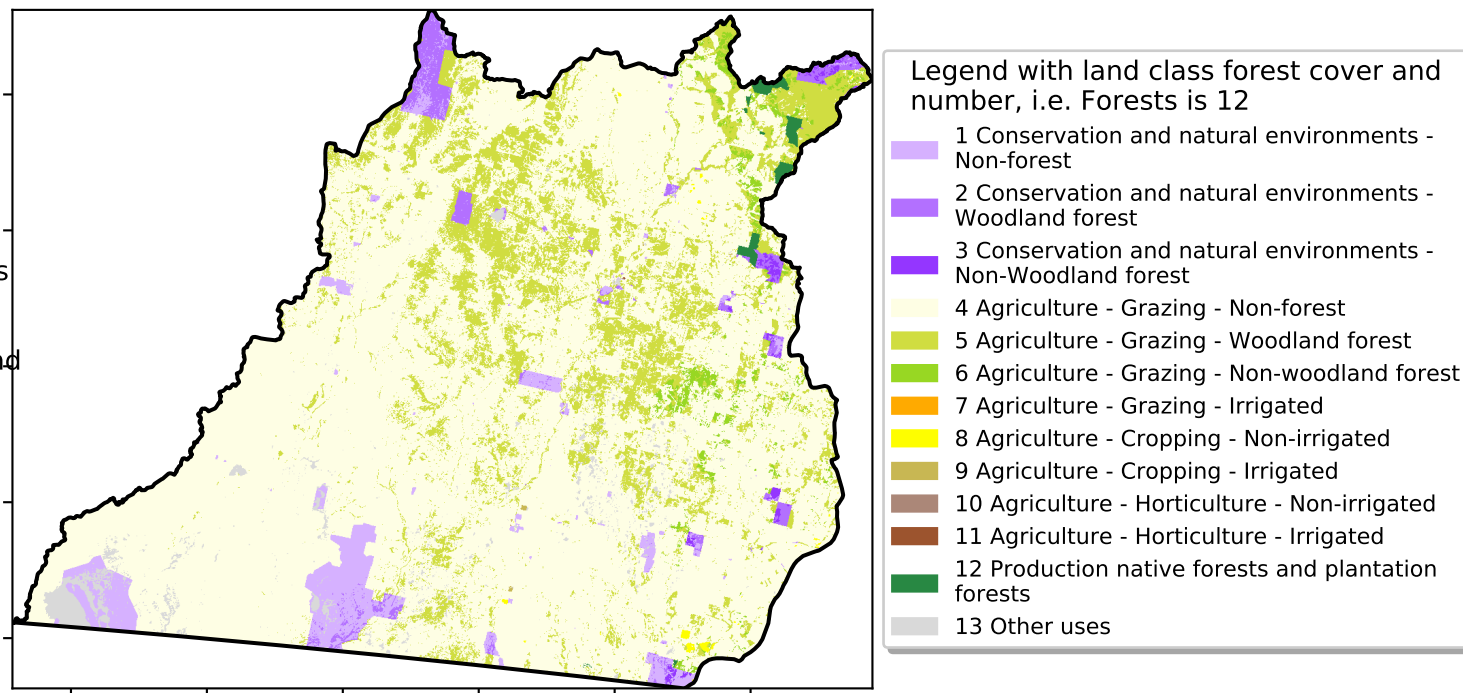 Legend with land class forest cover and
number, i.e. Forests is 12
1 Conservation and natural environments -
Non-forest
2 Conservation and natural environments -
Woodland forest
3 Conservation and natural environments -
Non-Woodland forest
4 Agriculture - Grazing - Non-forest
5 Agriculture - Grazing - Woodland forest
6 Agriculture - Grazing - Non-woodland forest
7 Agriculture - Grazing - Irrigated
8 Agriculture - Cropping - Non-irrigated
9 Agriculture - Cropping - Irrigated
10 Agriculture - Horticulture - Non-irrigated
11 Agriculture - Horticulture - Irrigated
12 Production native forests and plantation
forests
13 Other uses